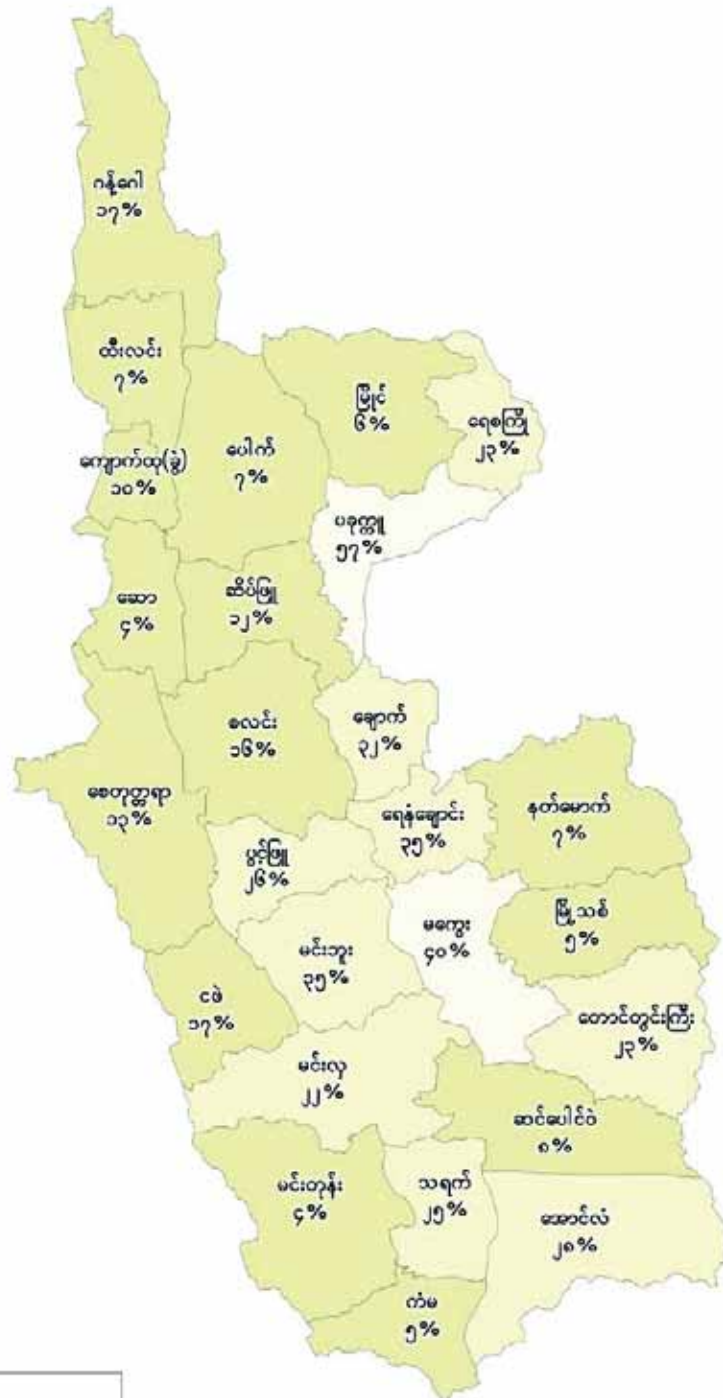 ဂန့်ဂေါ
၁၇%
ထီးလင်း
၇%
မြိုင်
၆%
ရေစကြို
၂၃%
ကျောက်ထု(ခွဲ)
၁၀%
ပေါက်
၇%
ပခုက္ကူ
၅၇%
ဆော
၄%
ဆိပ်ဖြူ
၁၂%
စလင်း
၁၆%
ချောက်
၃၂%
စေတုတ္တရာ
၁၃%
ရေနံချောင်း
၃၅%
နတ်မောက်
၇%
ပွင့်ဖြူ
၂၆%
မကွေး
၄၀%
မြို့သစ်
၅%
မင်းဘူး
၃၅%
ငဖဲ
၁၇%
တောင်တွင်းကြီး
၂၃%
မင်းလှ
၂၂%
ဆင်ပေါင်ဝဲ
၈%
မင်းတုန်း
၄%
သရက်
၂၅%
အောင်လံ
၂၈%
ကံမ
၅%